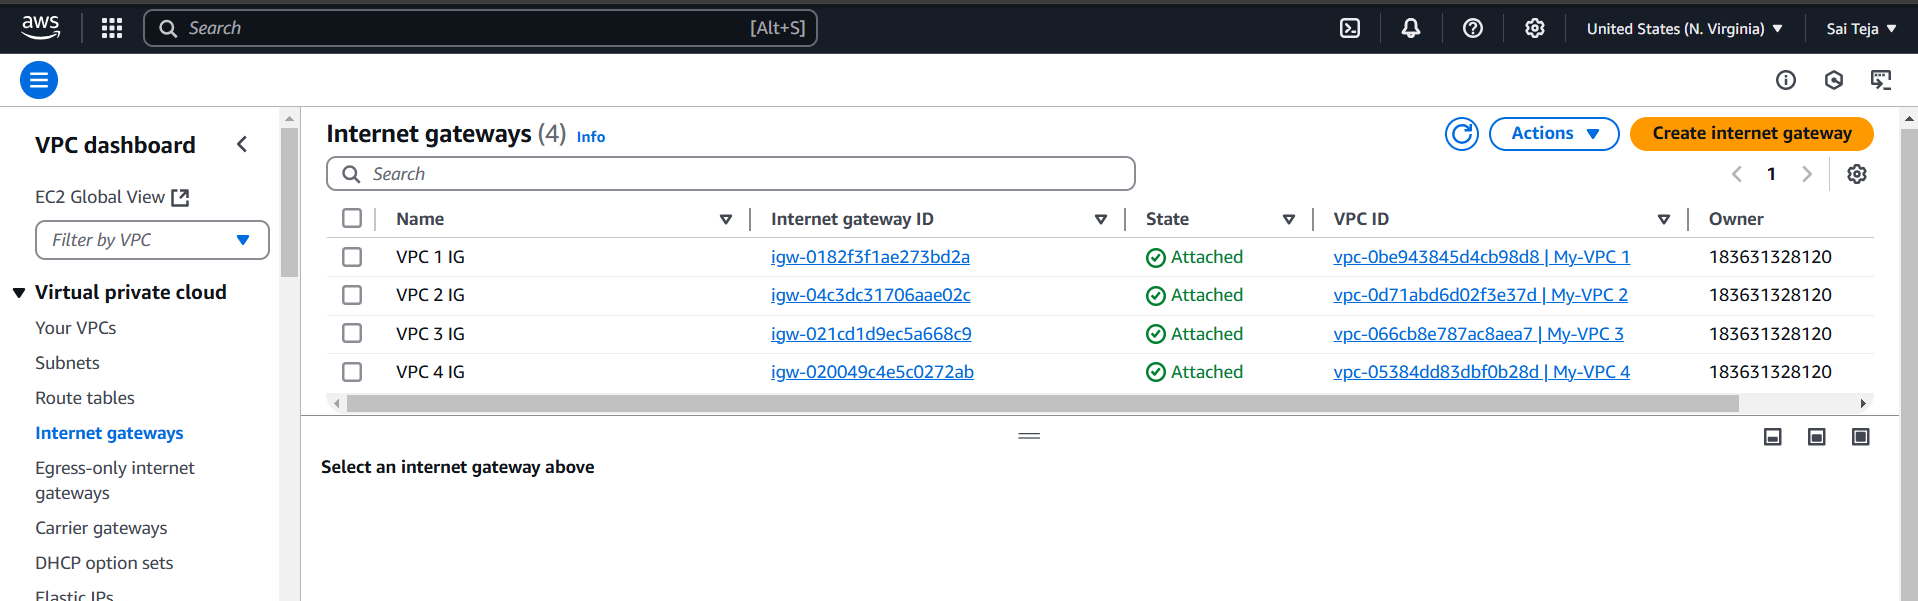 aws Search [Alt+S] United States (N. Virginia) Sai Teja
VPC dashboard
EC2 Global View
Filter by VPC
Virtual private cloud
Your VPCs
Subnets
Route tables
Internet gateways
Egress-only internet
gateways
Carrier gateways
DHCP option sets
Elastic IPs
Internet gateways (4) Info Actions Create internet gateway
Search 1
Name Internet gateway ID State VPC ID Owner
VPC 1 IG igw-0182f3f1ae273bd2a Attached vpc-0be943845d4cb98d8 | My-VPC 1 183631328120
VPC 2 IG igw-04c3dc31706aae02c Attached vpc-0d71abd6d02f3e37d | My-VPC 2 183631328120
VPC 3 IG igw-021cd1d9ec5a668c9 Attached vpc-066cb8e787ac8aea7 | My-VPC 3 183631328120
VPC 4 IG igw-020049c4e5c0272ab Attached vpc-05384dd83dbf0b28d | My-VPC 4 183631328120
Select an internet gateway above